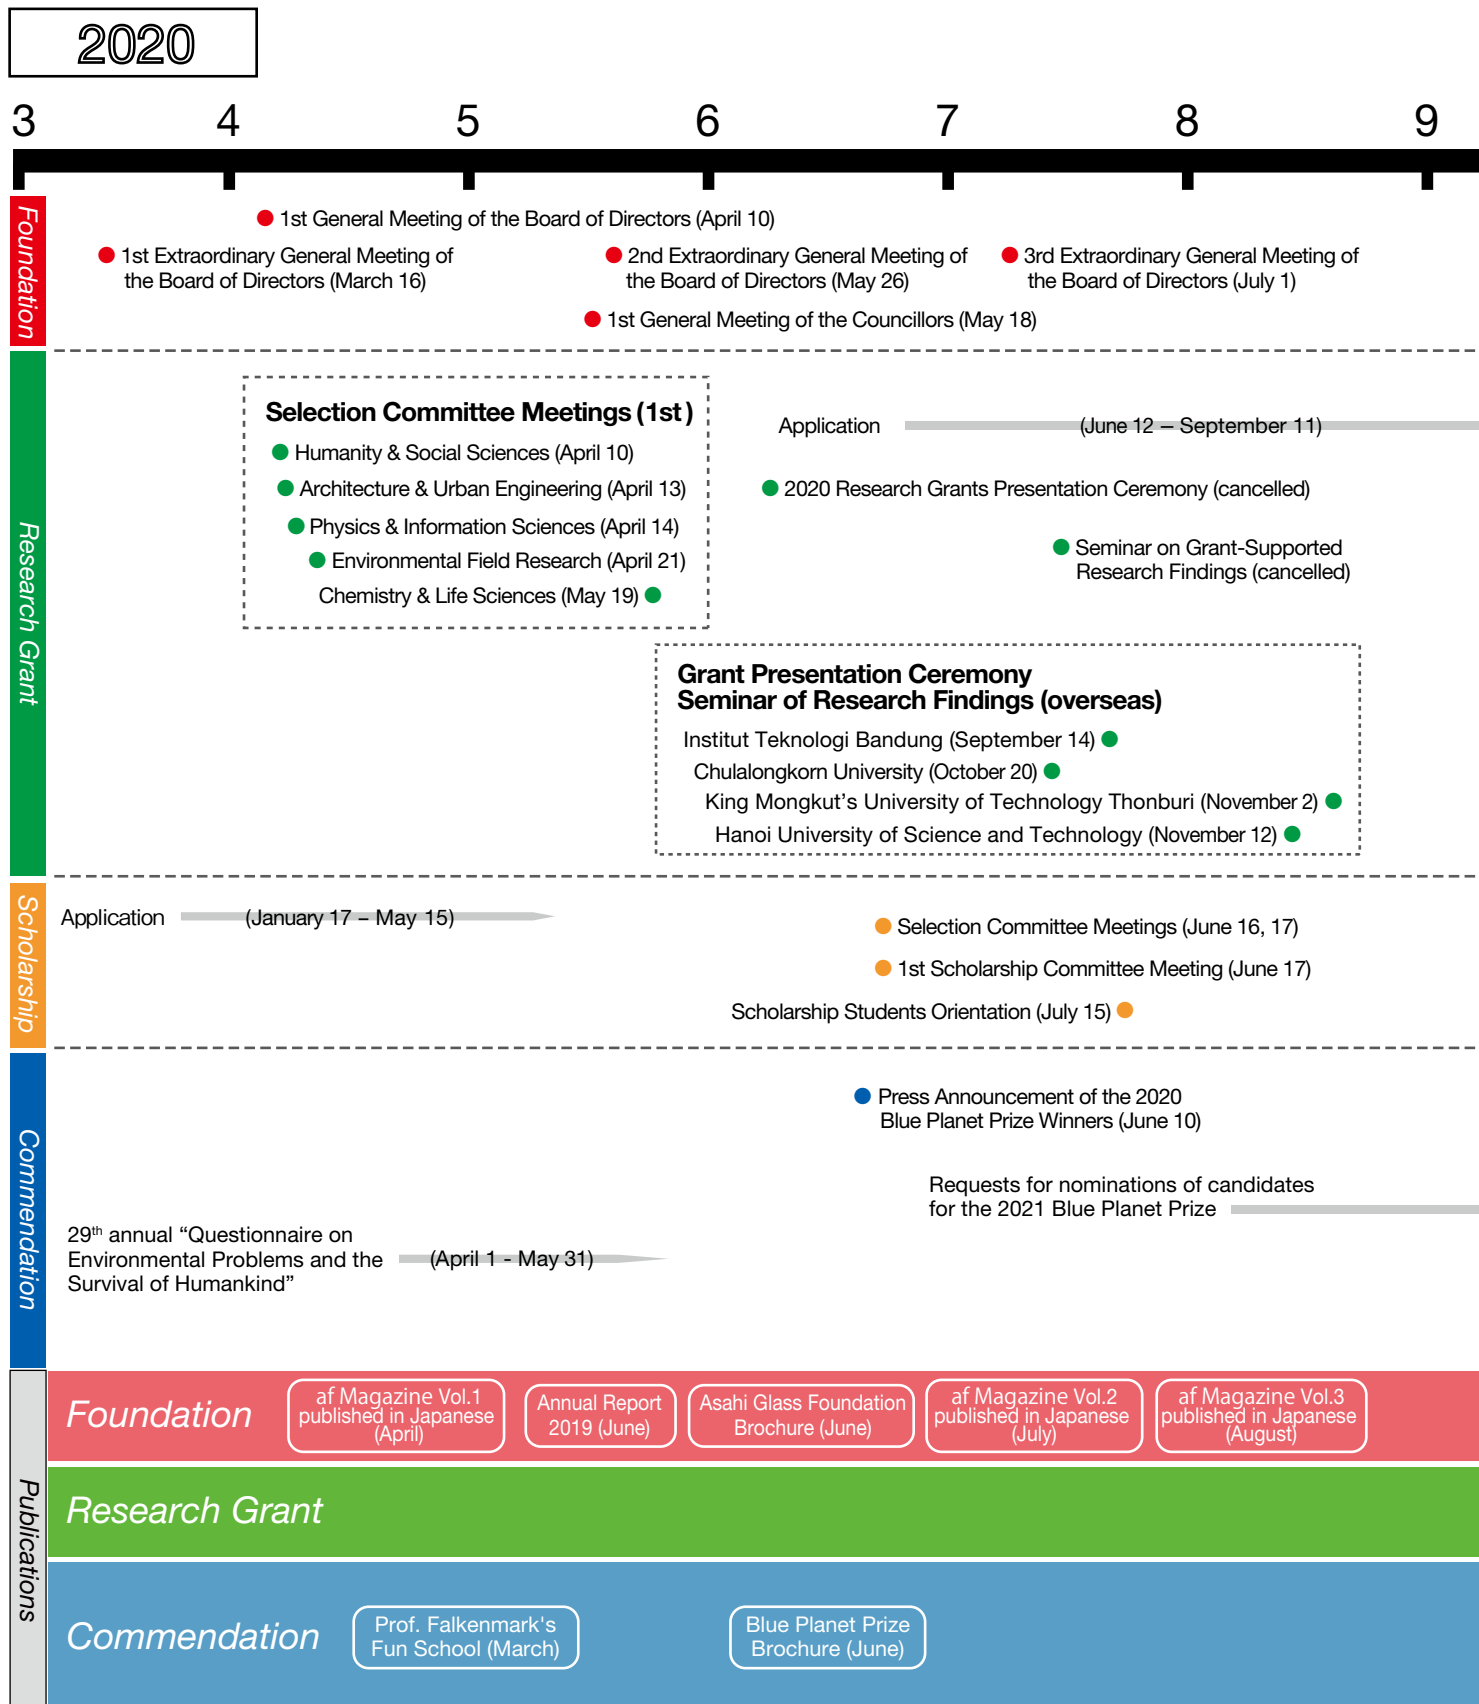 2020
3 4 5 6 7 8 9
Foundation
1st General Meeting of the Board of Directors (April 10)
1st Extraordinary General Meeting of
the Board of Directors (March 16)
2nd Extraordinary General Meeting of
the Board of Directors (May 26)
3rd Extraordinary General Meeting of
the Board of Directors (July 1)
1st General Meeting of the Councillors (May 18)
Research Grant
Selection Committee Meetings (1st )
Humanity & Social Sciences (April 10)
Architecture & Urban Engineering (April 13)
Physics & Information Sciences (April 14)
Environmental Field Research (April 21)
Chemistry & Life Sciences (May 19)
Application (June 12 – September 11)
2020 Research Grants Presentation Ceremony (cancelled)
Seminar on Grant-Supported
Research Findings (cancelled)
Grant Presentation Ceremony
Seminar of Research Findings (overseas)
Institut Teknologi Bandung (September 14)
Chulalongkorn University (October 20)
King Mongkut’s University of Technology Thonburi (November 2)
Hanoi University of Science and Technology (November 12)
Scholarship
Application (January 17 – May 15)
Selection Committee Meetings (June 16, 17)
1st Scholarship Committee Meeting (June 17)
Scholarship Students Orientation (July 15)
Commendation
Press Announcement of the 2020
Blue Planet Prize Winners (June 10)
Requests for nominations of candidates
for the 2021 Blue Planet Prize
29th annual “Questionnaire on
Environmental Problems and the
Survival of Humankind”
(April 1 - May 31)
Publications
Foundation
af Magazine Vol.1
published in Japanese
(April)
Annual Report
2019 (June)
Asahi Glass Foundation
Brochure (June)
af Magazine Vol.2
published in Japanese
(July)
af Magazine Vol.3
published in Japanese
(August)
Research Grant
Commendation
Prof. Falkenmark's
Fun School (March)
Blue Planet Prize
Brochure (June)